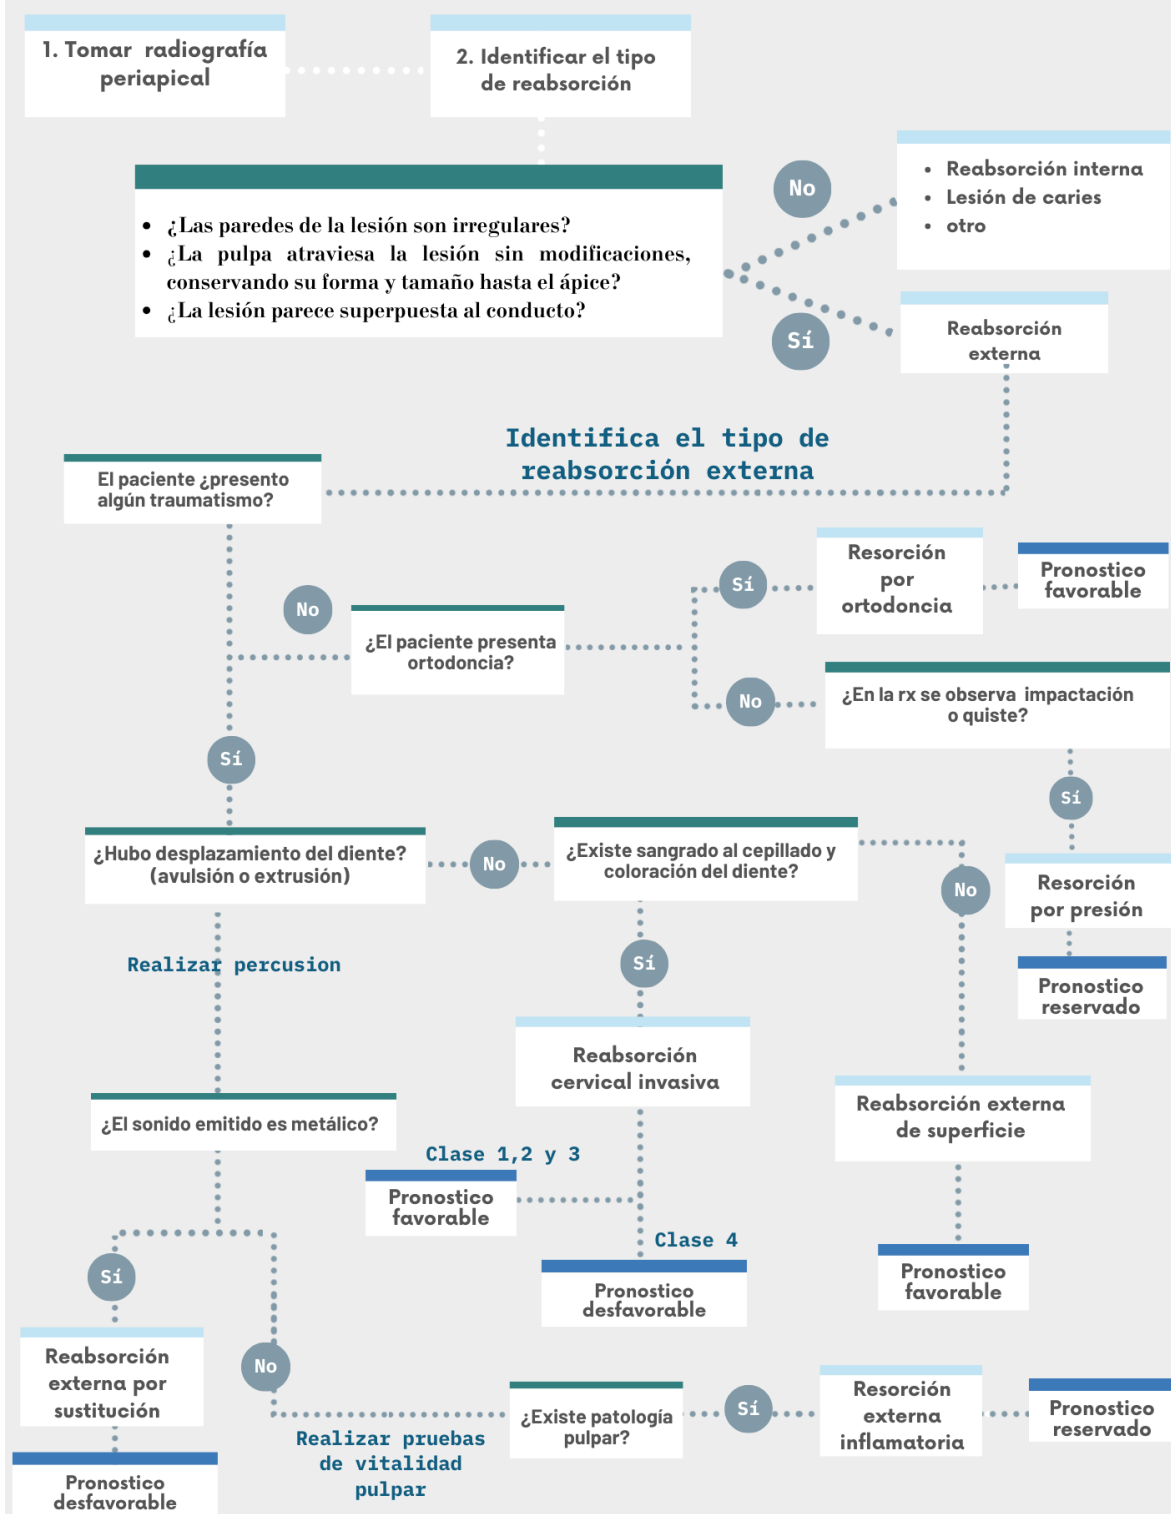 1. Tomar radiografía
periapical
2. Identificar el tipo
de reabsorción
• ¿Las paredes de la lesión son irregulares?
• ¿La pulpa atraviesa la lesión sin modificaciones,
conservando su forma y tamaño hasta el ápice?
• ¿La lesión parece superpuesta al conducto?
No
• Reabsorción interna
• Lesión de caries
• otro
Sí
Reabsorción
externa
Identifica el tipo de
reabsorción externa
El paciente ¿presento
algún traumatismo?
No
¿El paciente presenta
ortodoncia?
Sí
Resorción
por
ortodoncia
Pronostico
favorable
No
¿En la rx se observa impactación
o quiste?
Sí
Resorción
por presión
Pronostico
reservado
Sí
¿Hubo desplazamiento del diente?
(avulsión o extrusión)
No
¿Existe sangrado al cepillado y
coloración del diente?
No
Reabsorción externa
de superficie
Pronostico
favorable
Sí
Reabsorción
cervical invasiva
Clase 1,2 y 3
Pronostico
favorable
Clase 4
Pronostico
desfavorable
Realizar percusion
¿El sonido emitido es metálico?
Sí
Reabsorción
externa por
sustitución
Pronostico
desfavorable
No
Realizar pruebas
de vitalidad
pulpar
¿Existe patología
pulpar?
Sí
Resorción
externa
inflamatoria
Pronostico
reservado